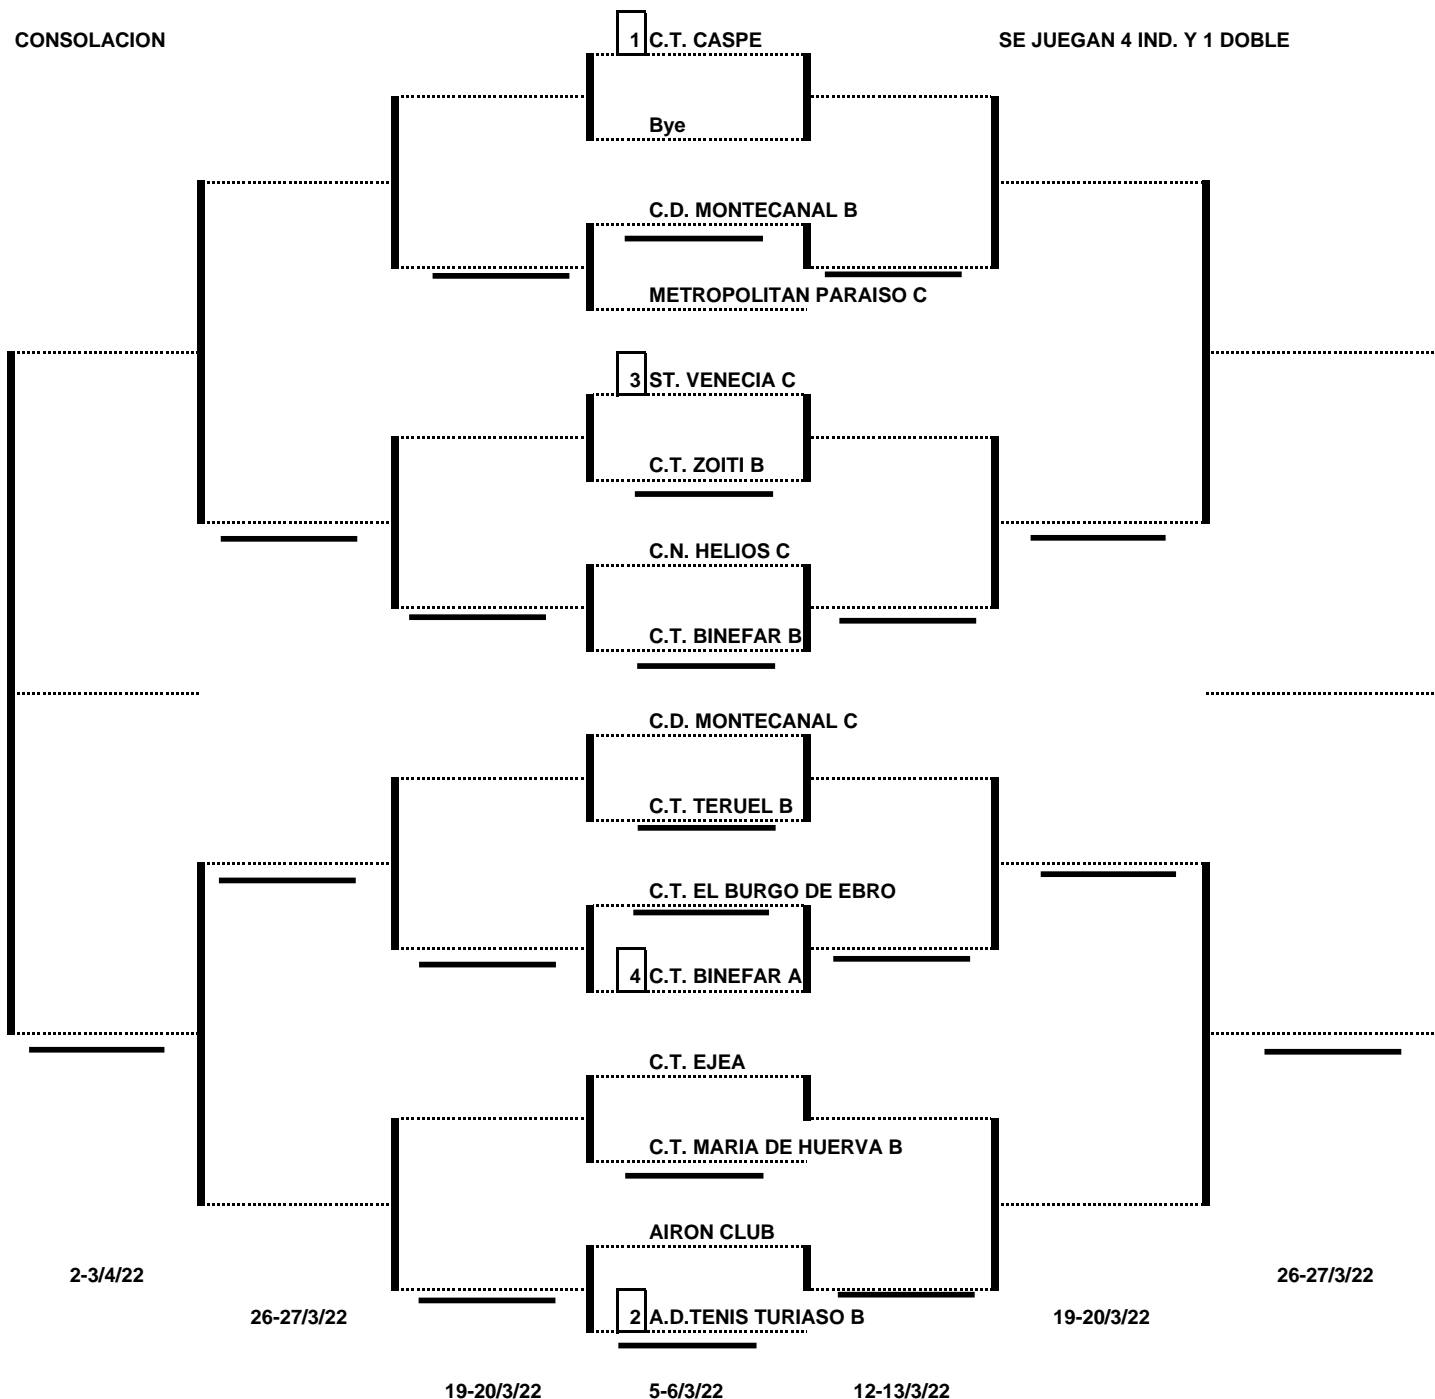 CONSOLACION
1 C.T. CASPE
SE JUEGAN 4 IND. Y 1 DOBLE
Bye
C.D. MONTECANAL B
METROPOLITAN PARAISO C
3 ST. VENECIA C
C.T. ZOITI B
C.N. HELIOS C
C.T. BINEFAR B
C.D. MONTECANAL C
C.T. TERUEL B
C.T. EL BURGO DE EBRO
4 C.T. BINEFAR A
C.T. EJEA
C.T. MARIA DE HUERVA B
AIRON CLUB
2-3/4/22
26-27/3/22
26-27/3/22
2 A.D.TENIS TURIASO B
19-20/3/22
19-20/3/22
5-6/3/22
12-13/3/22